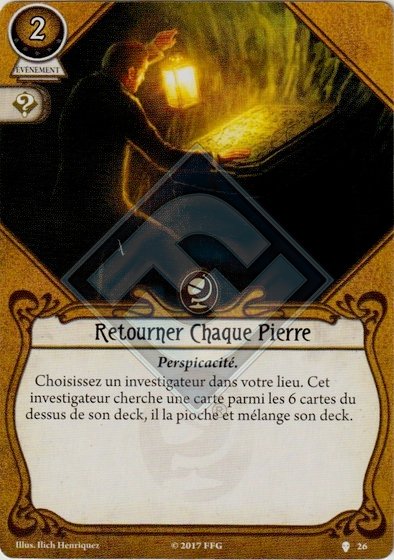 2
ÉVÉNEMENT
Retourner Chaque Pierre
Perspicacité.
Choisissez un investigateur dans votre lieu. Cet
investigateur cherche une carte parmi les 6 cartes du
dessus de son deck, il la pioche et mélange son deck.
Illus. Ilich Henriquez
© 2017 FFG
26